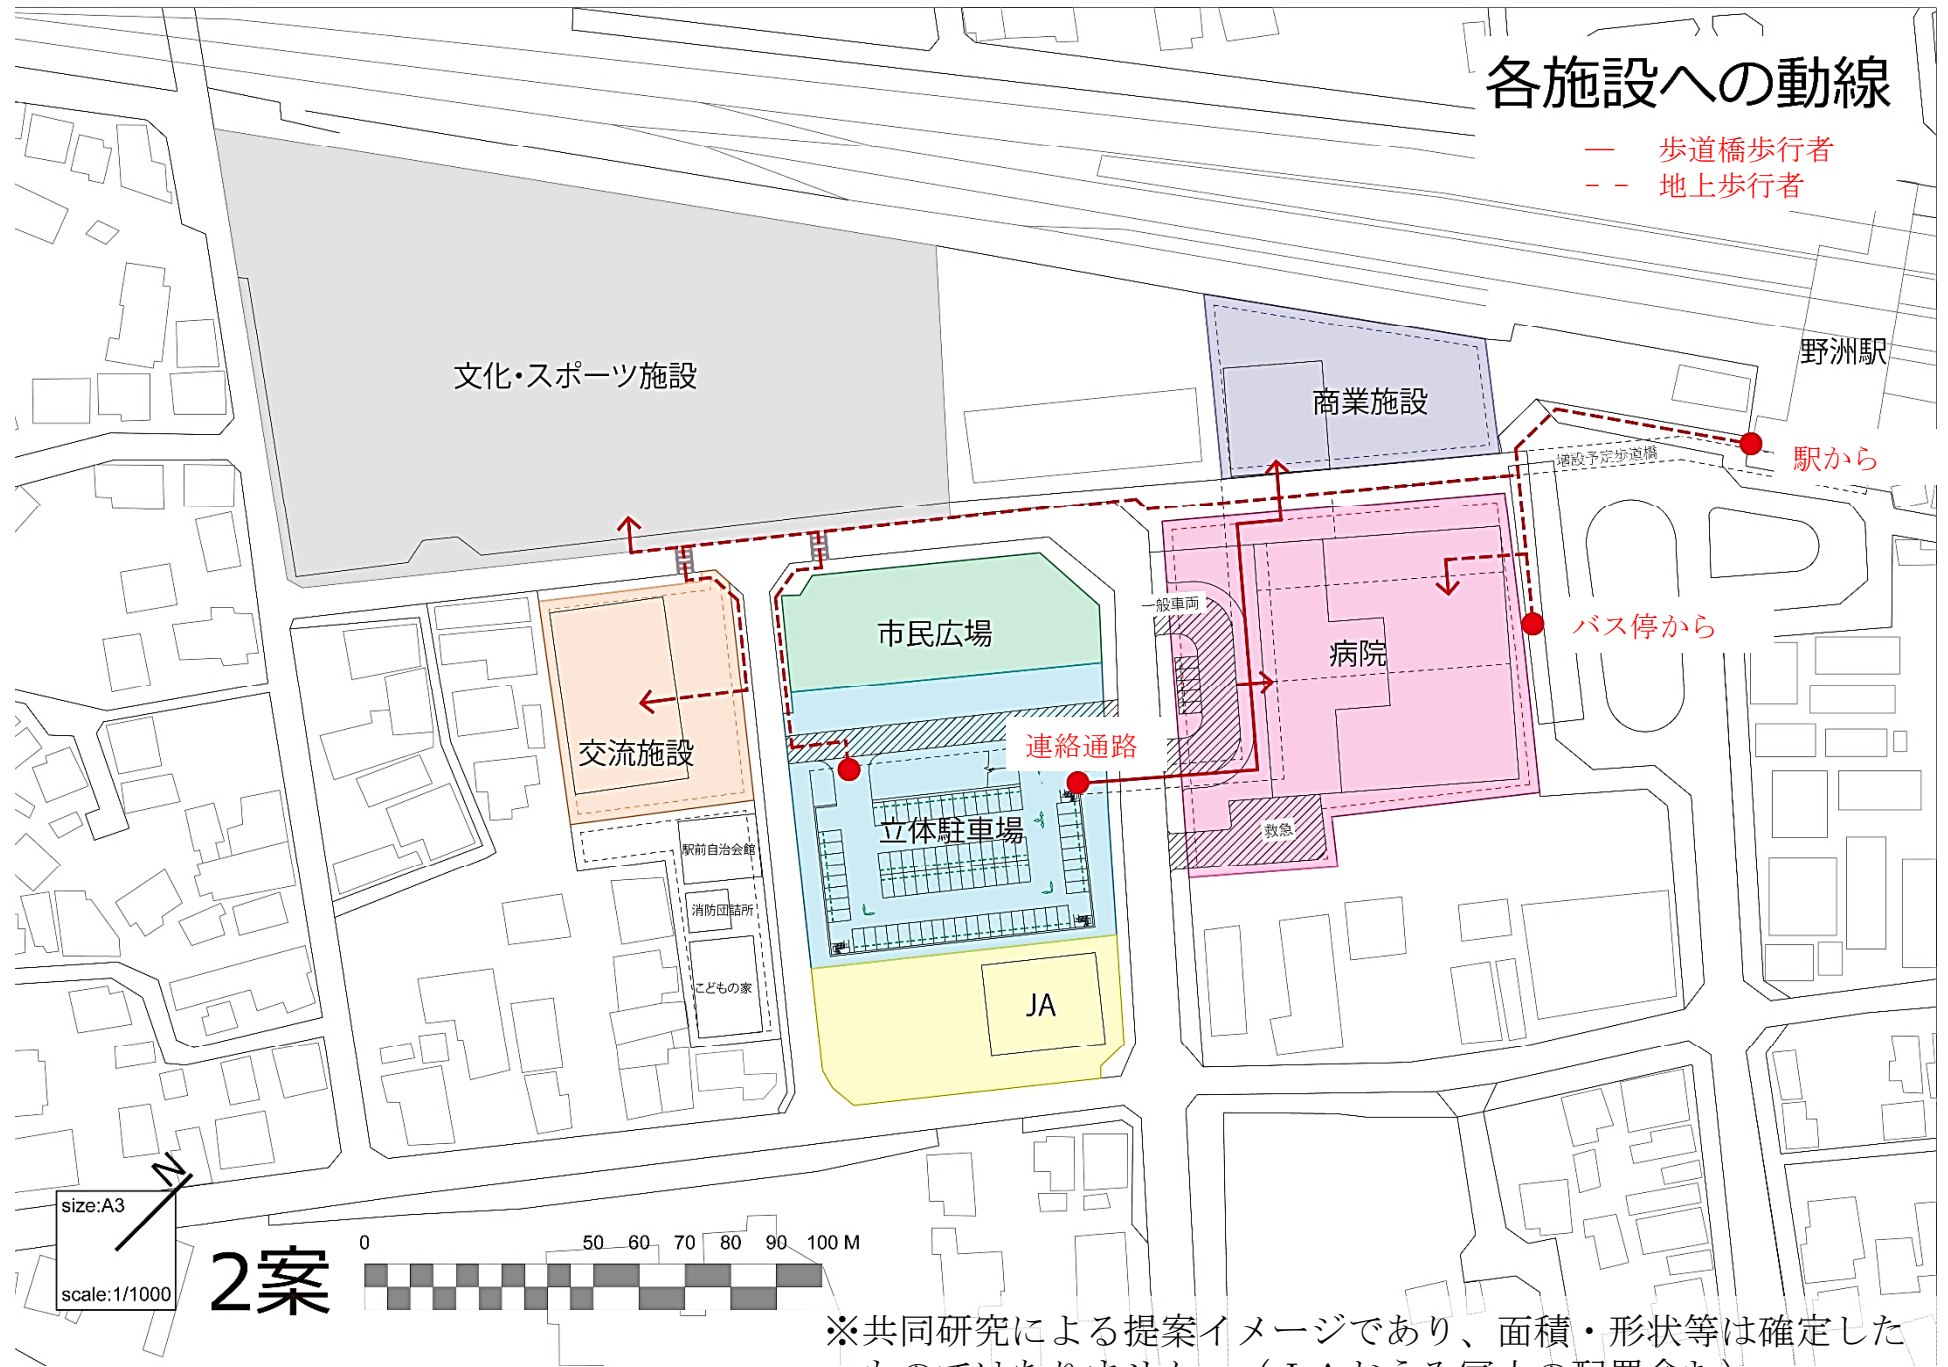 各施設への動線
— 歩道橋歩行者
-- 地上歩行者
野洲駅
文化・スポーツ施設
商業施設
増設予定歩道橋
駅から
一般車両
バス停から
市民広場
病院
連絡通路
交流施設
立体駐車場
救急
駅前自治会館
消防団詰所
こどもの家
JA
N
size:A3
scale:1/1000
2案
0 50 60 70 80 90 100 M
※共同研究による提案イメージであり、面積・形状等は確定した